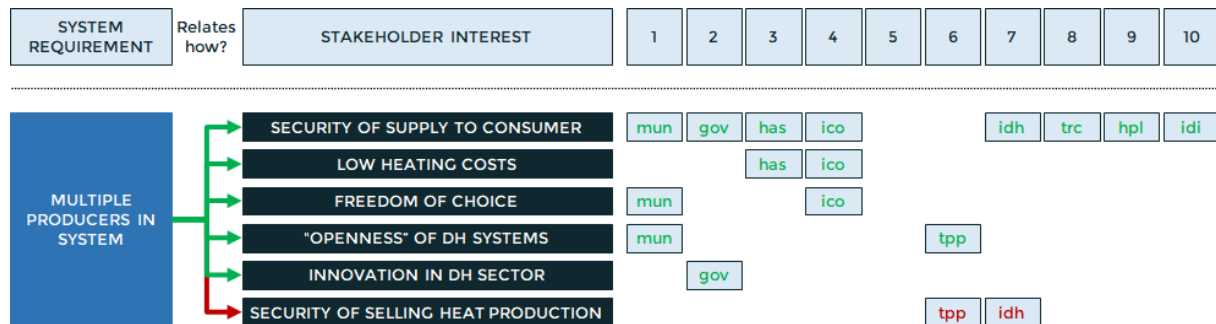 SYSTEM REQUIREMENT Relates how? STAKEHOLDER INTEREST 1 2 3 4 5 6 7 8 9 10
MULTIPLE PRODUCERS IN SYSTEM
SECURITY OF SUPPLY TO CONSUMER mun gov has ico idh trc hpl idi
LOW HEATING COSTS has ico
FREEDOM OF CHOICE mun ico
"OPENNESS" OF DH SYSTEMS mun tpp
INNOVATION IN DH SECTOR gov
SECURITY OF SELLING HEAT PRODUCTION tpp idh